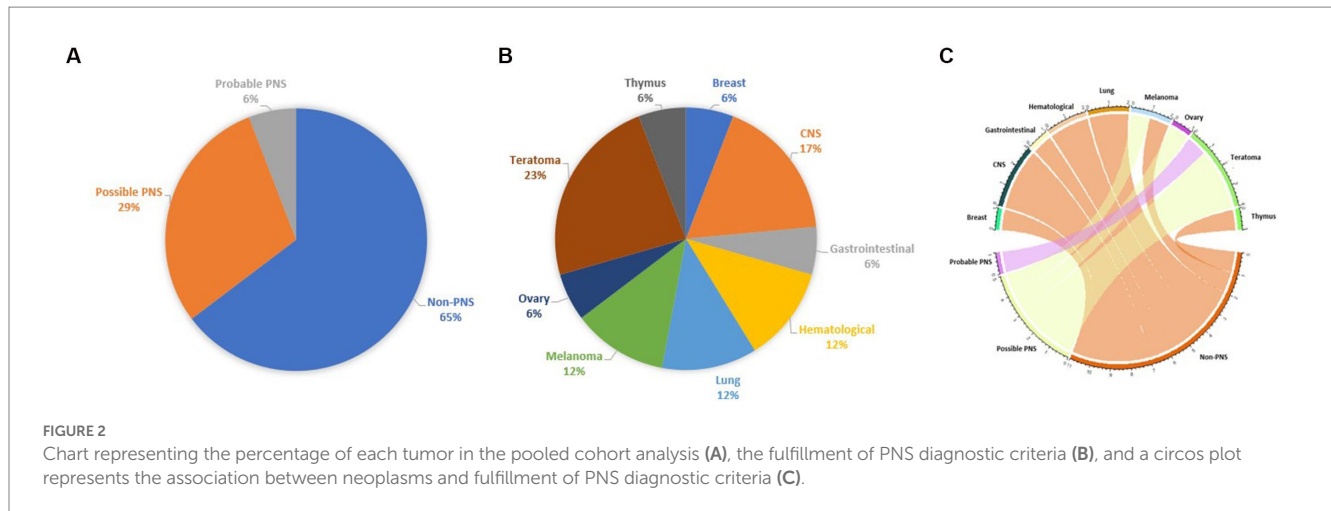 A
B
C
Probable PNS
6%
Possible PNS
29%
Non-PNS
65%
Thymus
6%
Breast
6%
CNS
17%
Teratoma
23%
Gastrointestinal
6%
Ovary
6%
Hematological
12%
Melanoma
12%
Lung
12%
Lung
Melanoma
Hematological
Ovary
Gastrointestinal
Teratoma
CNS
Breast
Thymus
Probable PNS
Possible PNS
Non-PNS
FIGURE 2
Chart representing the percentage of each tumor in the pooled cohort analysis (A), the fulfillment of PNS diagnostic criteria (B), and a circos plot
represents the association between neoplasms and fulfillment of PNS diagnostic criteria (C).